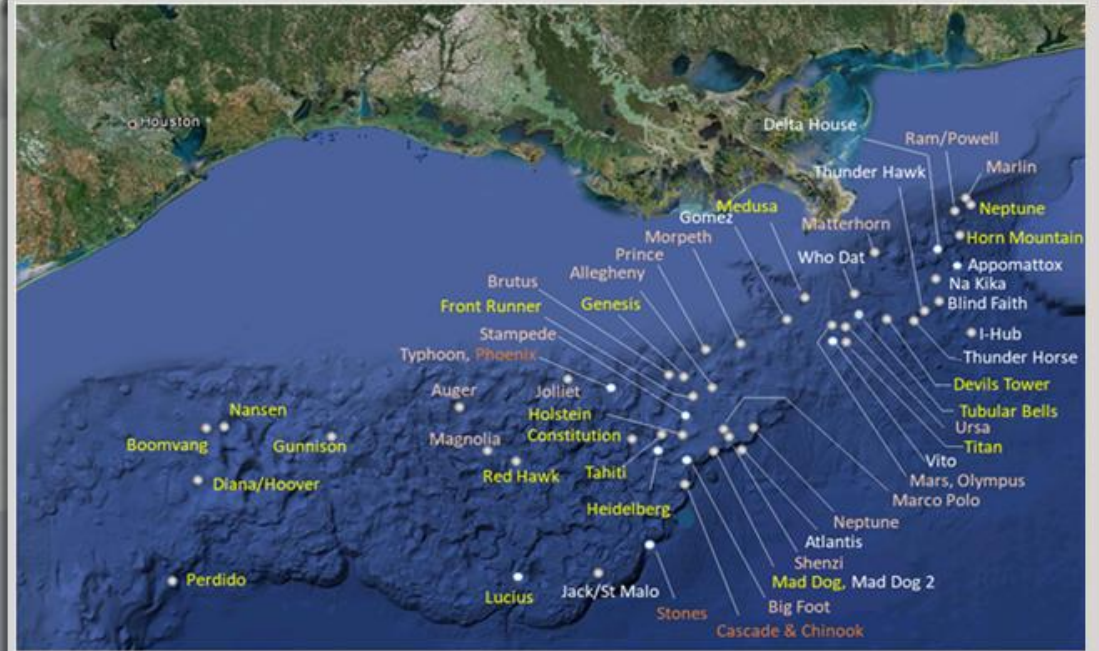 Houston
Delta House
Ram/Powell
Marlin
Thunder Hawk
Medusa
Neptune
Gomez
Matterhorn
Morpeth
Horn Mountain
Prince
Who Dat
Appomattox
Allegheny
Na Kika
Brutus
Genesis
Blind Faith
Front Runner
Stampede
I-Hub
Typhoon, Phoenix
Thunder Horse
Auger
Jolliet
Devils Tower
Nansen
Holstein
Tubular Bells
Ursa
Boomvang
Gunnison
Magnolia
Constitution
Titan
Vito
Red Hawk
Tahiti
Mars, Olympus
Diana/Hoover
Marco Polo
Heidelberg
Neptune
Atlantis
Shenzi
Perdido
Mad Dog, Mad Dog 2
Lucius
Jack/St Malo
Big Foot
Stones
Cascade & Chinook